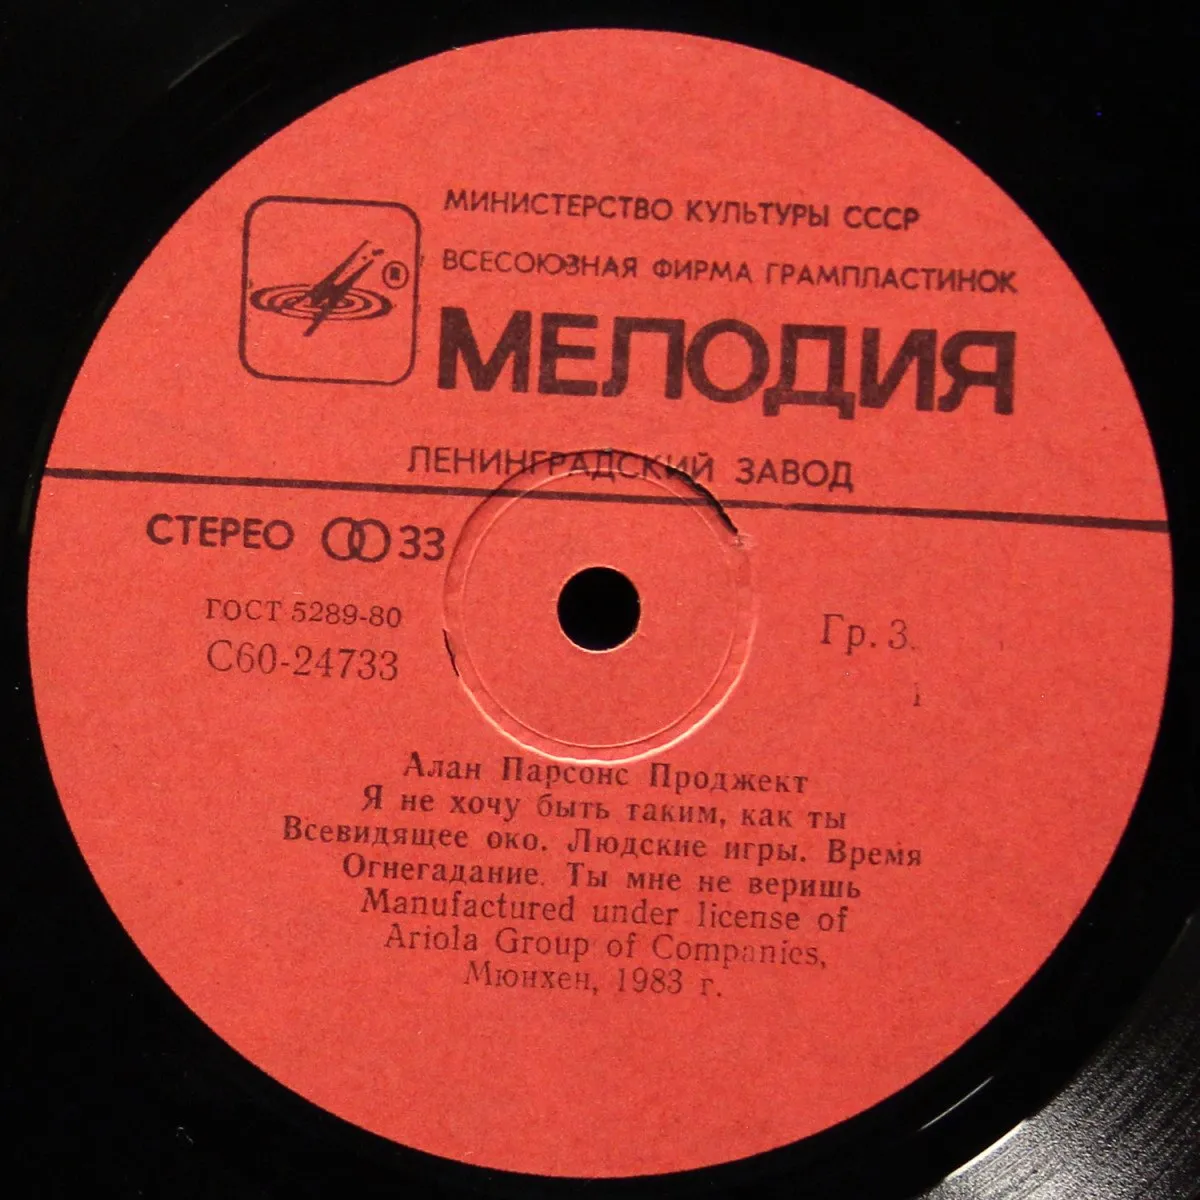 МИНИСТЕРСТВО КУЛЬТУРЫ СССР
ВСЕСОЮЗНАЯ ФИРМА ГРАМПЛАСТИНОК
®
МЕЛОДИЯ
ЛЕНИНГРАДСКИЙ ЗАВОД
СТЕРЕО 33
ГОСТ 5289-80
С60-24733
Гр. 3.
1
Алан Парсонс Проджект
Я не хочу быть таким, как ты
Всевидящее око. Людские игры. Время
Огнегадание. Ты мне не веришь
Manufactured under license of
Ariola Group of Companies,
Мюнхен, 1983 г.